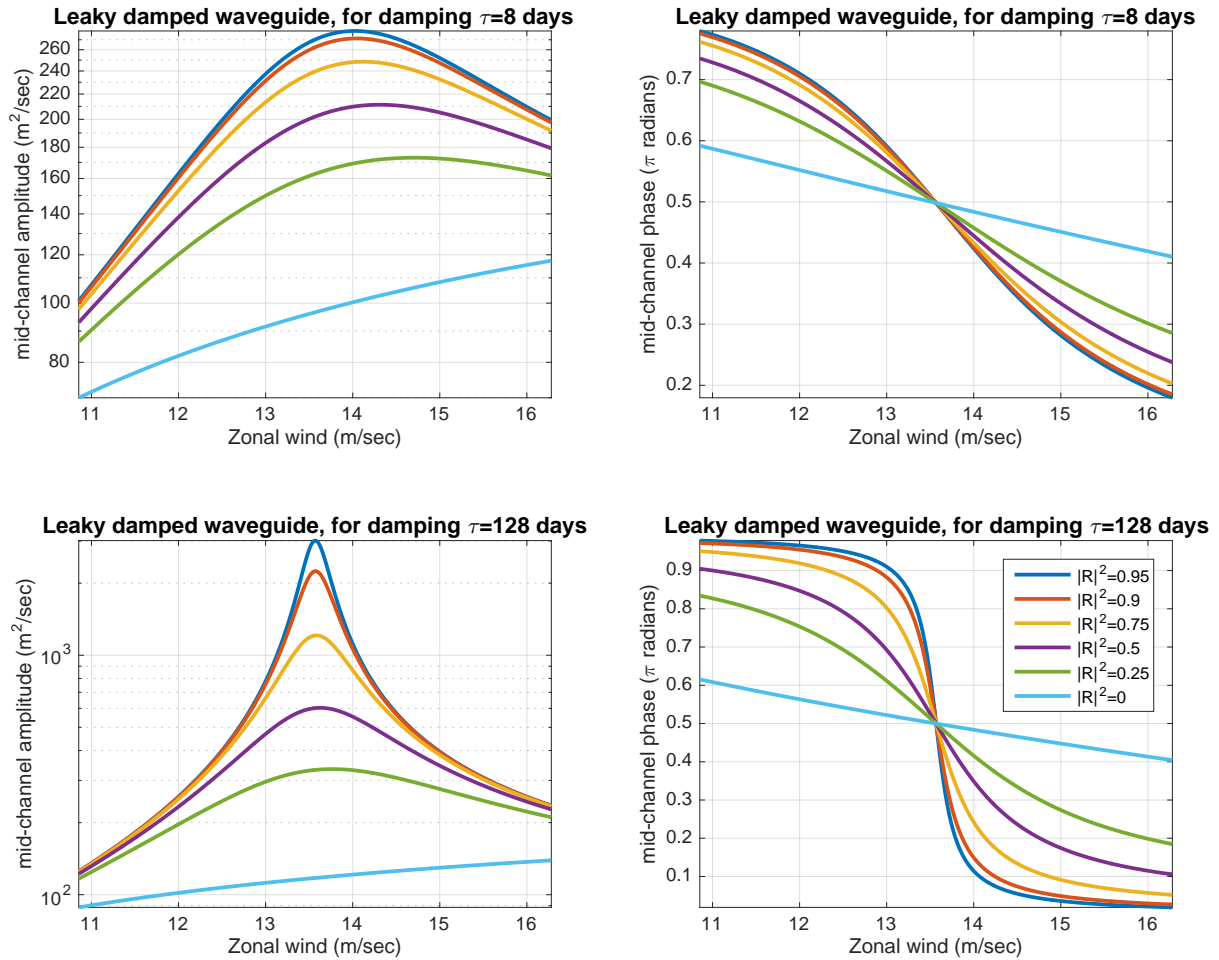 Leaky damped waveguide, for damping τ=8 days
mid-channel amplitude (m²/sec)
260
240
220
200
180
160
140
120
100
80
11 12 13 14 15 16
Zonal wind (m/sec)
Leaky damped waveguide, for damping τ=8 days
mid-channel phase (π radians)
0.7
0.6
0.5
0.4
0.3
0.2
11 12 13 14 15 16
Zonal wind (m/sec)
Leaky damped waveguide, for damping τ=128 days
mid-channel amplitude (m²/sec)
10³
10²
11 12 13 14 15 16
Zonal wind (m/sec)
Leaky damped waveguide, for damping τ=128 days
mid-channel phase (π radians)
0.9
0.8
0.7
0.6
0.5
0.4
0.3
0.2
0.1
|R|²=0.95
|R|²=0.9
|R|²=0.75
|R|²=0.5
|R|²=0.25
|R|²=0
11 12 13 14 15 16
Zonal wind (m/sec)